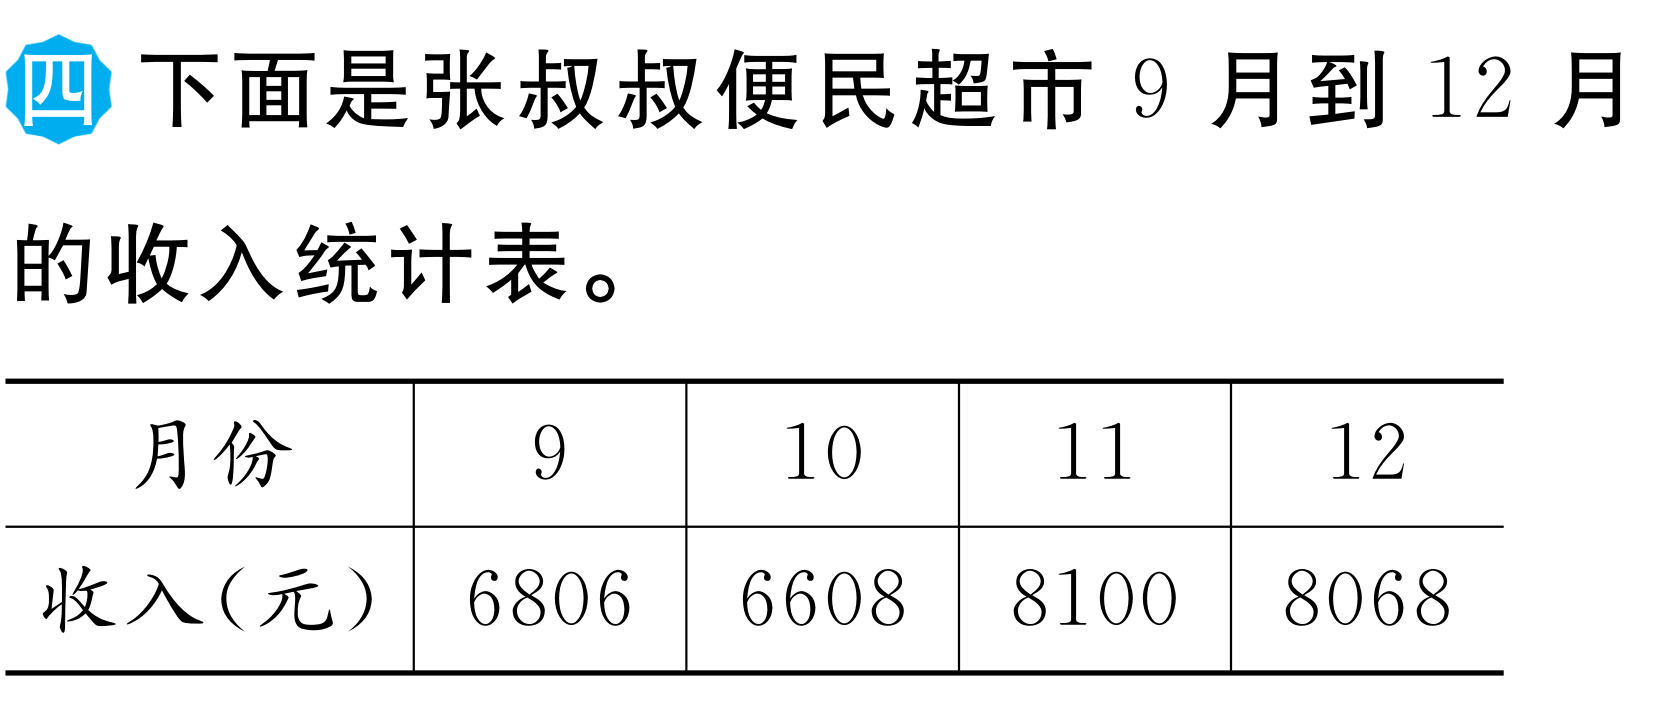 四 下面是张叔叔便民超市 9 月到 12 月
的收入统计表。
月份 9 10 11 12
收入(元) 6806 6608 8100 8068